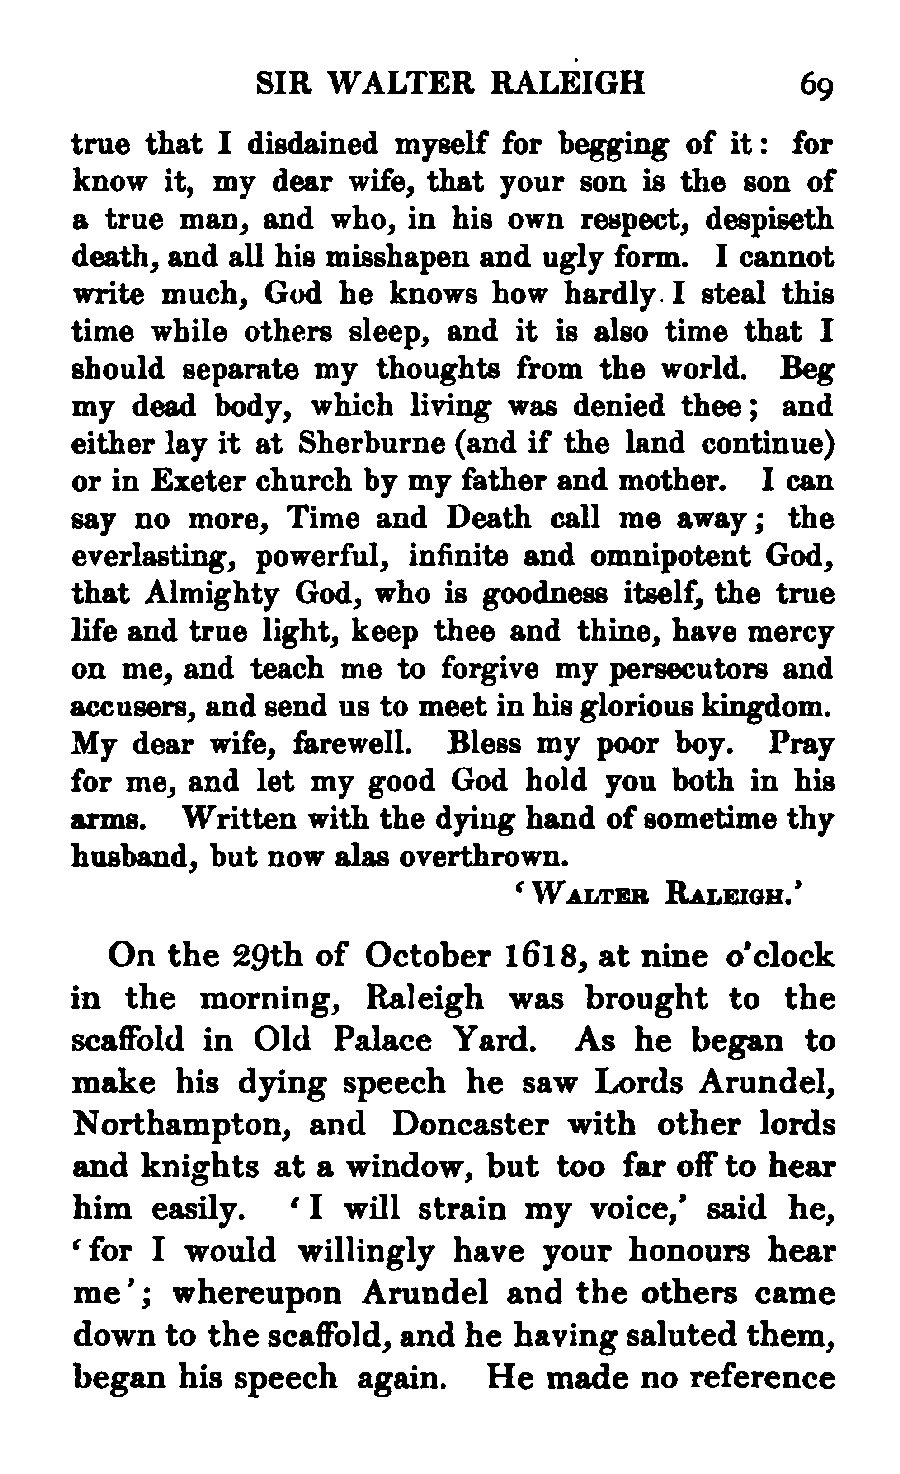 SIR WALTER RALEIGH 69
true that I disdained myself for begging of it: for
know it, my dear wife, that your son is the son of
a true man, and who, in his own respect, despiseth
death, and all his misshapen and ugly form. I cannot
write much, God he knows how hardly. I steal this
time while others sleep, and it is also time that I
should separate my thoughts from the world. Beg
my dead body, which living was denied thee; and
either lay it at Sherburne (and if the land continue)
or in Exeter church by my father and mother. I can
say no more, Time and Death call me away; the
everlasting, powerful, infinite and omnipotent God,
that Almighty God, who is goodness itself, the true
life and true light, keep thee and thine, have mercy
on me, and teach me to forgive my persecutors and
accusers, and send us to meet in his glorious kingdom.
My dear wife, farewell. Bless my poor boy. Pray
for me, and let my good God hold you both in his
arms. Written with the dying hand of sometime thy
husband, but now alas overthrown.
‘WALTER RALEIGH.’
On the 29th of October 1618, at nine o'clock
in the morning, Raleigh was brought to the
scaffold in Old Palace Yard. As he began to
make his dying speech he saw Lords Arundel,
Northampton, and Doncaster with other lords
and knights at a window, but too far off to hear
him easily. ‘I will strain my voice,’ said he,
‘for I would willingly have your honours hear
me’; whereupon Arundel and the others came
down to the scaffold, and he having saluted them,
began his speech again. He made no reference